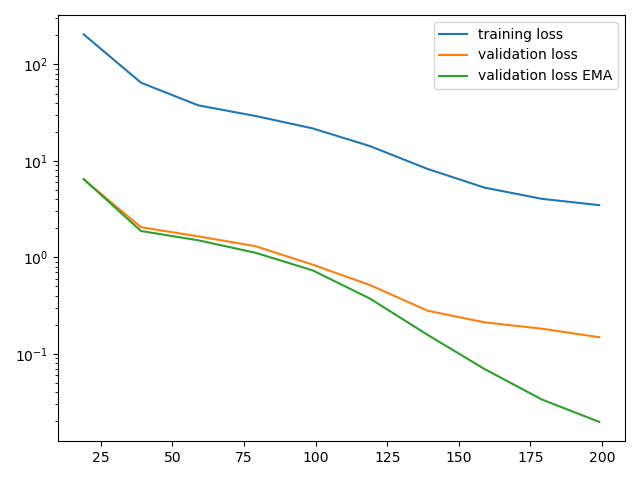 training loss
validation loss
validation loss EMA
10²
10¹
10⁰
10⁻¹
25 50 75 100 125 150 175 200